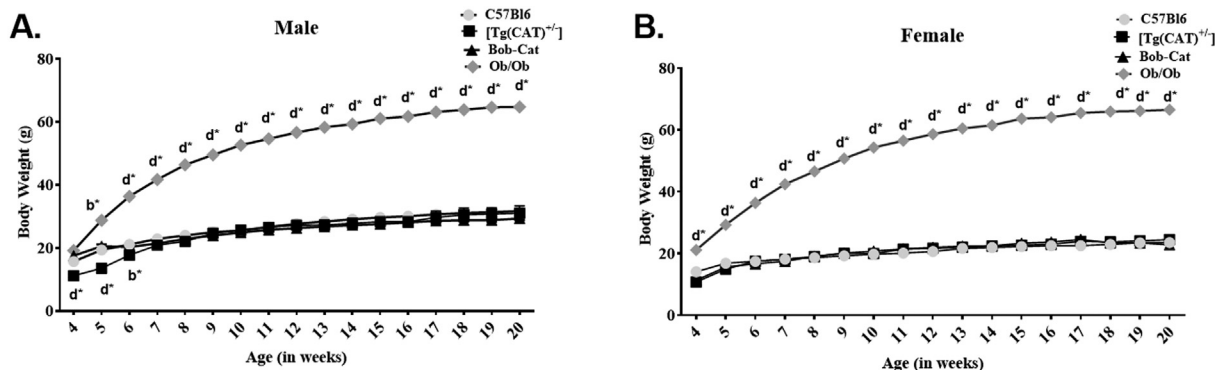 A.
Male
C57Bl6
[Tg(CAT)+/-]
Bob-Cat
Ob/Ob
Body Weight (g)
80
60
40
20
0
d* b* d* d* d* d* d* d* d* d* d* d* d* d* d* d* d*
d* b*
4 5 6 7 8 9 10 11 12 13 14 15 16 17 18 19 20
Age (in weeks)
B.
Female
C57Bl6
[Tg(CAT)+/-]
Bob-Cat
Ob/Ob
Body Weight (g)
80
60
40
20
0
d* d* d* d* d* d* d* d* d* d* d* d* d* d* d* d* d*
4 5 6 7 8 9 10 11 12 13 14 15 16 17 18 19 20
Age (in weeks)